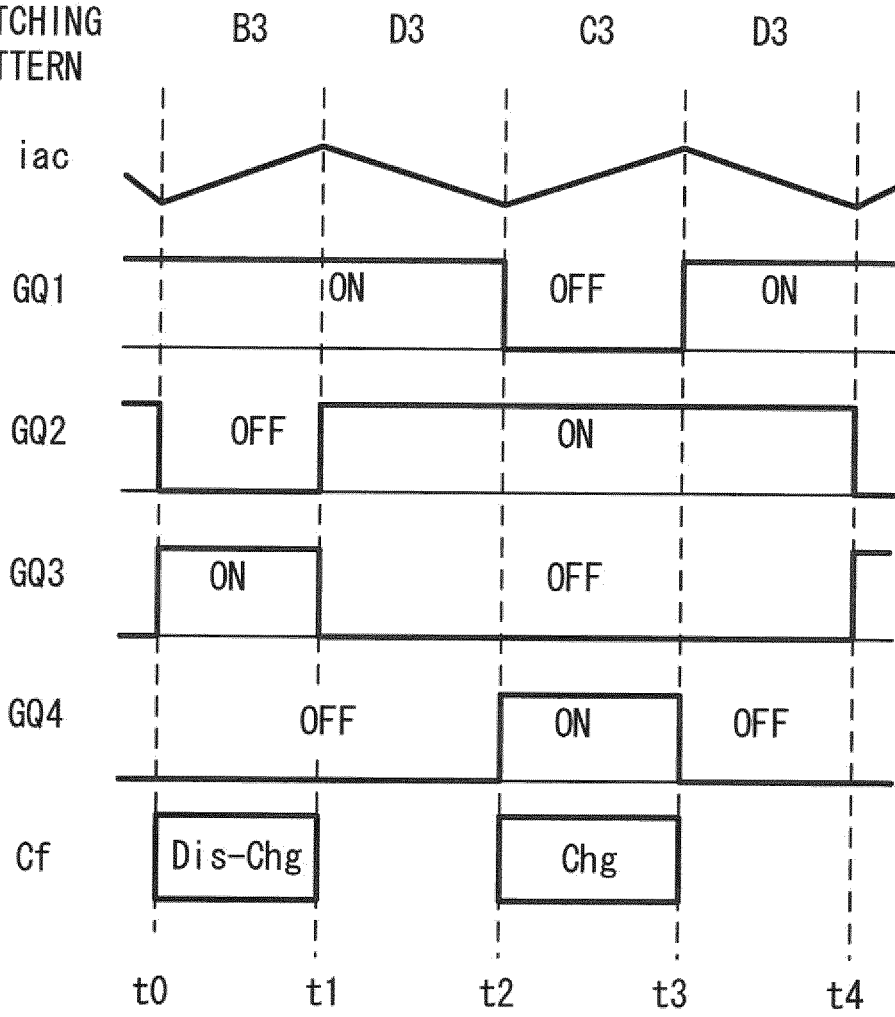 TCHING B3 D3 C3 D3
TTERN
iac
GQ1 ON OFF ON
GQ2 OFF ON
GQ3 ON OFF
GQ4 OFF ON OFF
Cf Dis-Chg Chg
t0 t1 t2 t3 t4